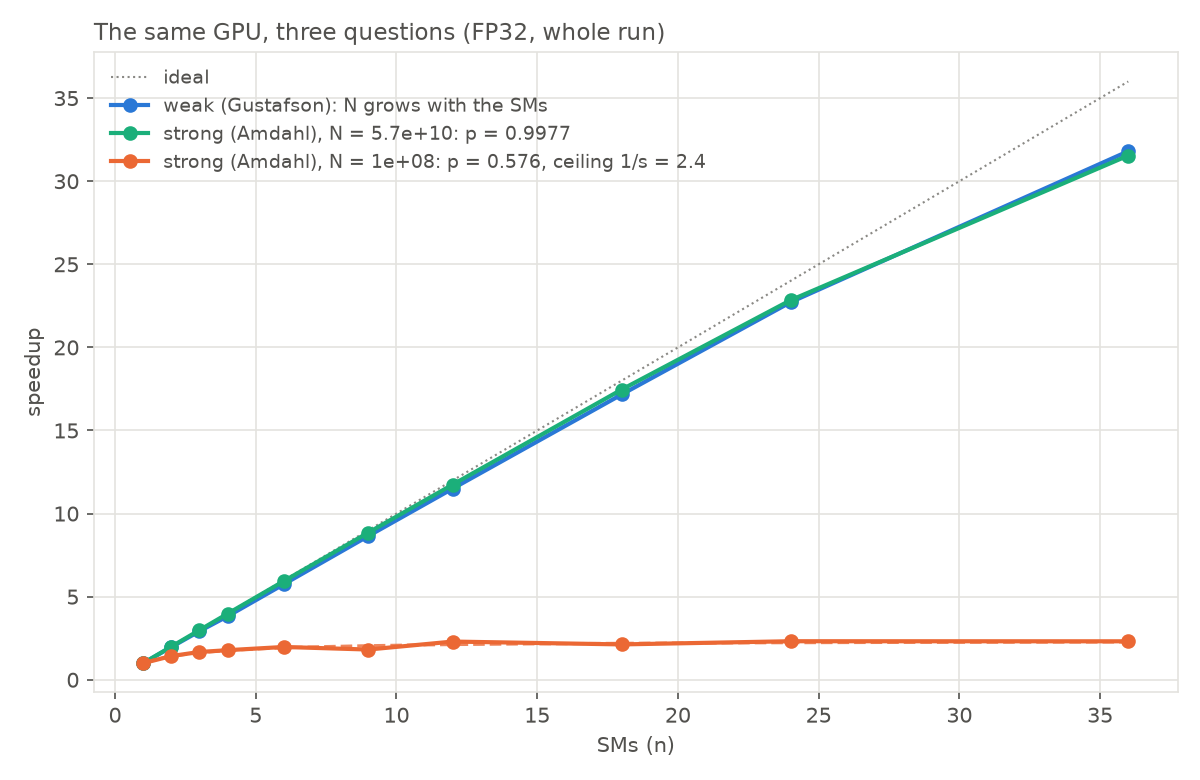 The same GPU, three questions (FP32, whole run)
ideal
weak (Gustafson): N grows with the SMs
strong (Amdahl), N = 5.7e+10: p = 0.9977
strong (Amdahl), N = 1e+08: p = 0.576, ceiling 1/s = 2.4
speedup
35
30
25
20
15
10
5
0
0 5 10 15 20 25 30 35
SMs (n)